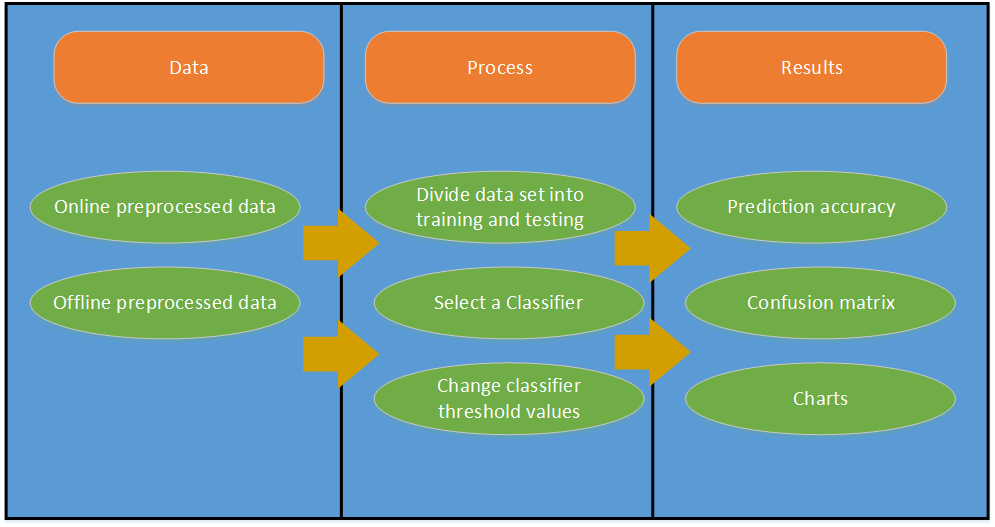 Data
Process
Results
Online preprocessed data
Offline preprocessed data
Divide data set into
training and testing
Select a Classifier
Change classifier
threshold values
Prediction accuracy
Confusion matrix
Charts